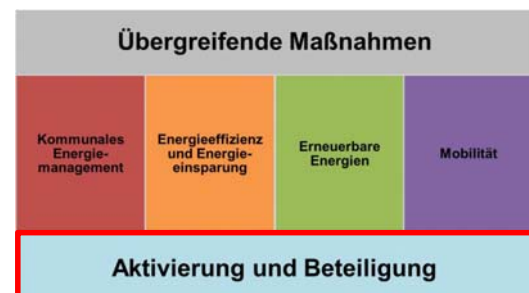 Übergreifende Maßnahmen
Kommunales
Energie-
management
Energieeffizienz
und Energie-
einsparung
Erneuerbare
Energien
Mobilität
Aktivierung und Beteiligung